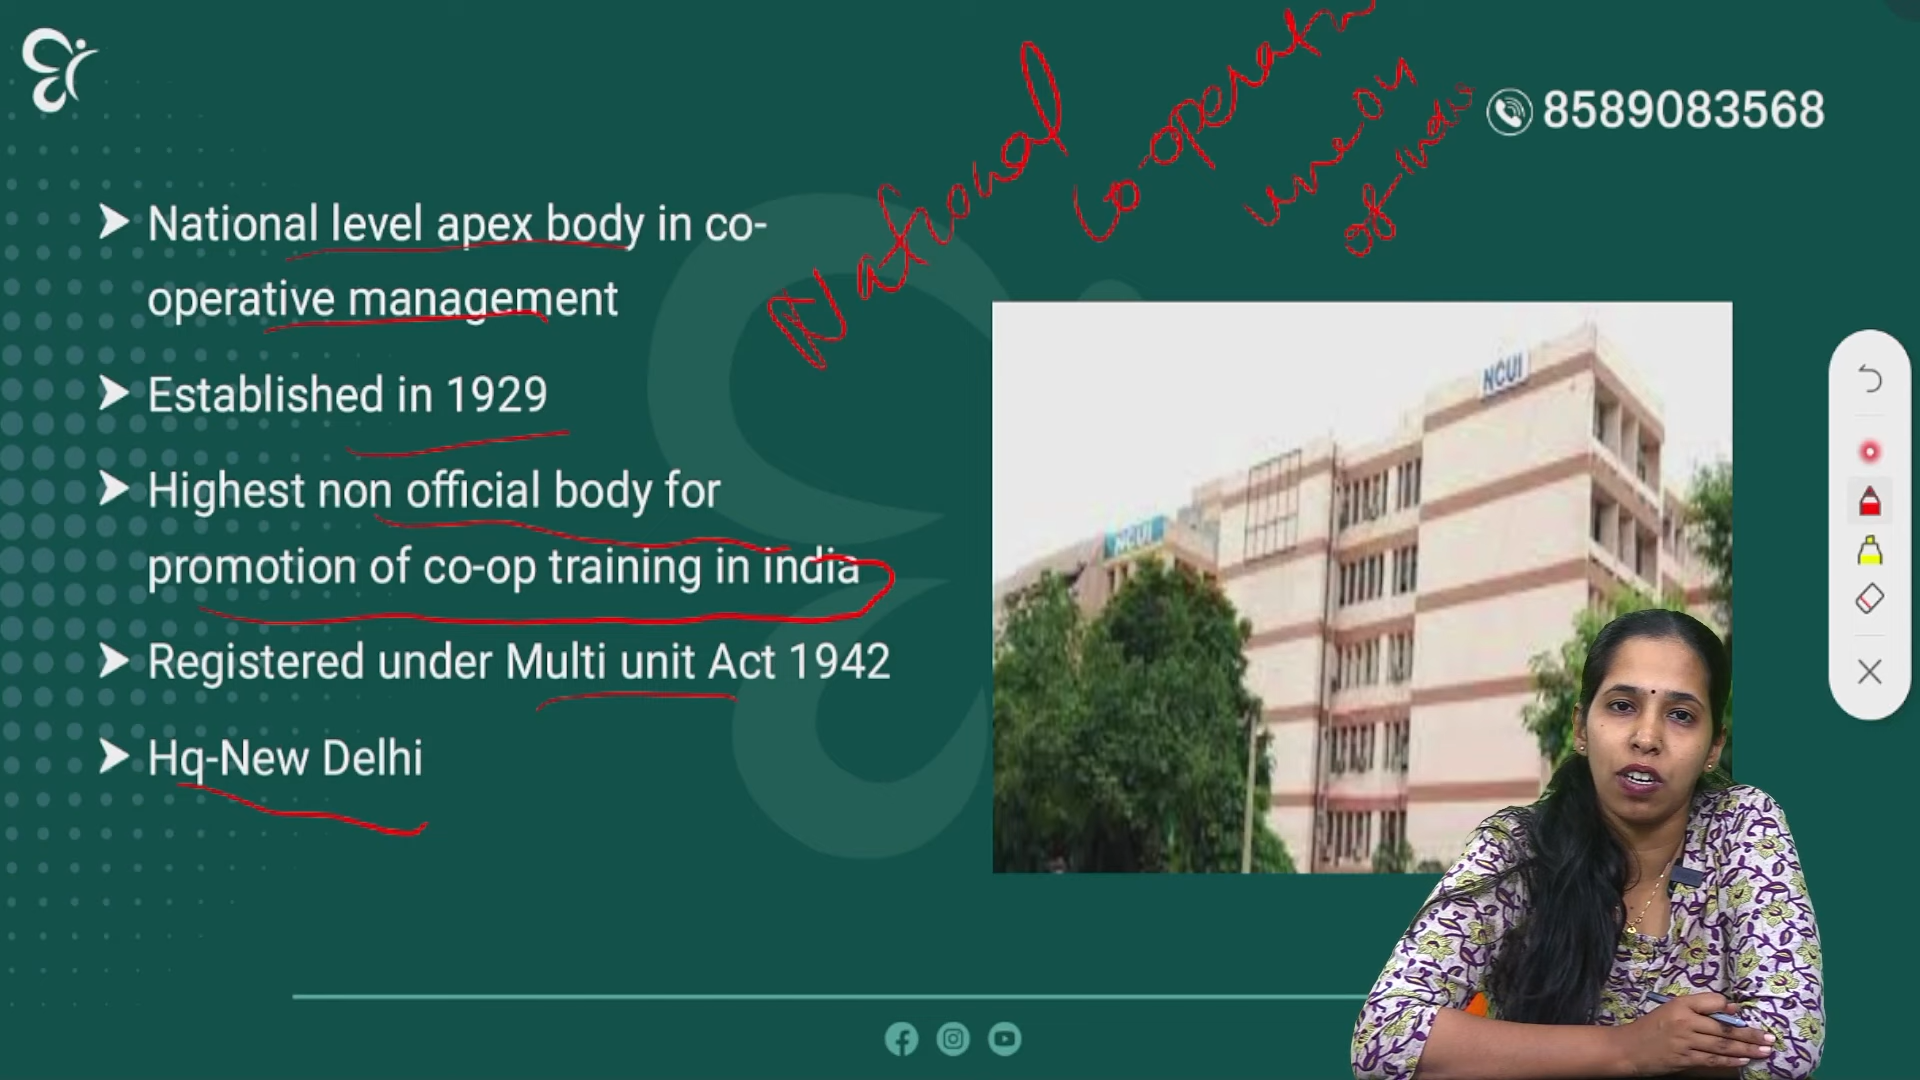 8589083568
National
co-operativ
union
of India
National level apex body in co-
operative management
Established in 1929
Highest non official body for
promotion of co-op training in india
Registered under Multi unit Act 1942
Hq-New Delhi
NCUI
NCUI